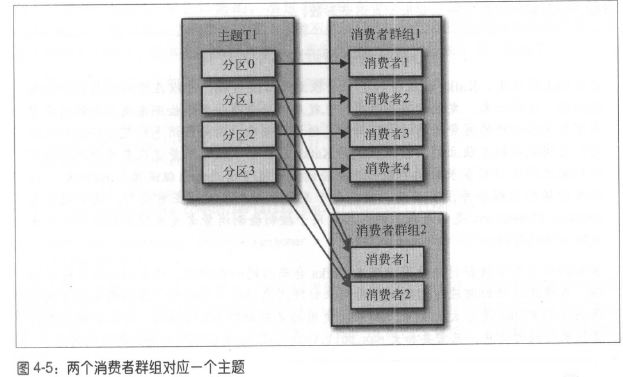 主题T1
分区0
分区1
分区2
分区3
消费者群组1
消费者1
消费者2
消费者3
消费者4
消费者群组2
消费者1
消费者2
图 4-5：两个消费者群组对应一个主题